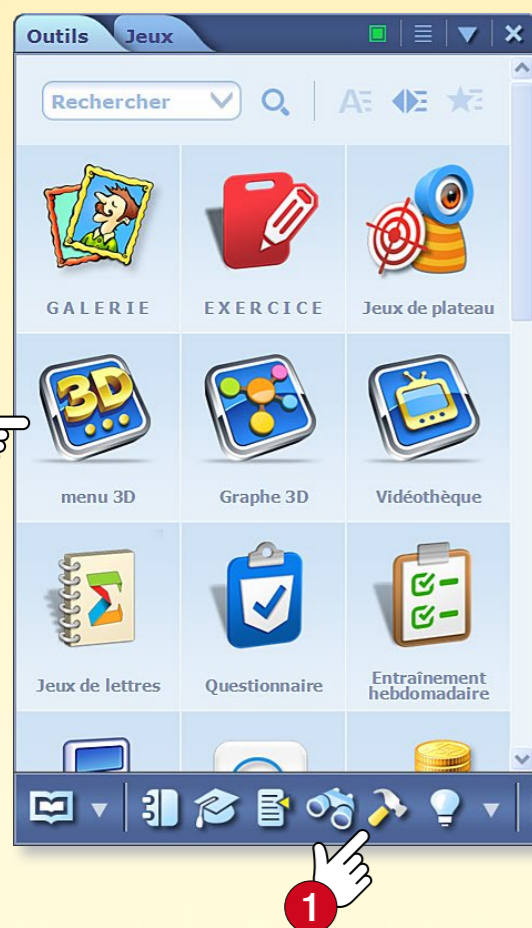 Outils Jeux
Rechercher
GALERIE EXERCICE Jeux de plateau
menu 3D Graphe 3D Vidéothèque
Jeux de lettres Questionnaire Entraînement
hebdomadaire
1